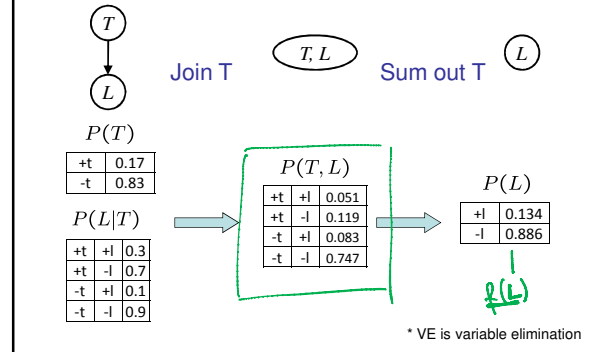 T
L
Join T
T, L
Sum out T
L
P(T)
+t 0.17
-t 0.83
P(L|T)
+t +l 0.3
+t -l 0.7
-t +l 0.1
-t -l 0.9
P(T, L)
+t +l 0.051
+t -l 0.119
-t +l 0.083
-t -l 0.747
P(L)
+l 0.134
-l 0.886
f(L)
* VE is variable elimination